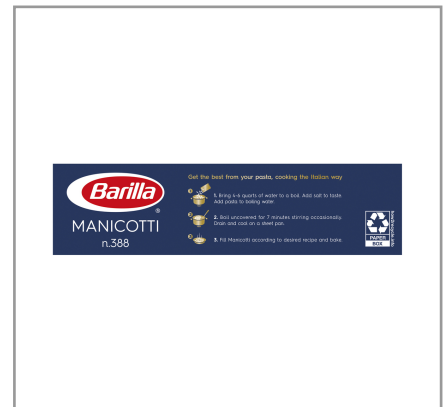 Barilla
®
MANICOTTI
n.388
Get the best from your pasta, cooking the Italian way
1. Bring 4-6 quarts of water to a boil. Add salt to taste.
Add pasta to boiling water.
2. Boil uncovered for 7 minutes stirring occasionally.
Drain and cool on a sheet pan.
3. Fill Manicotti according to desired recipe and bake.
PAPER
BOX
how2recycle.info